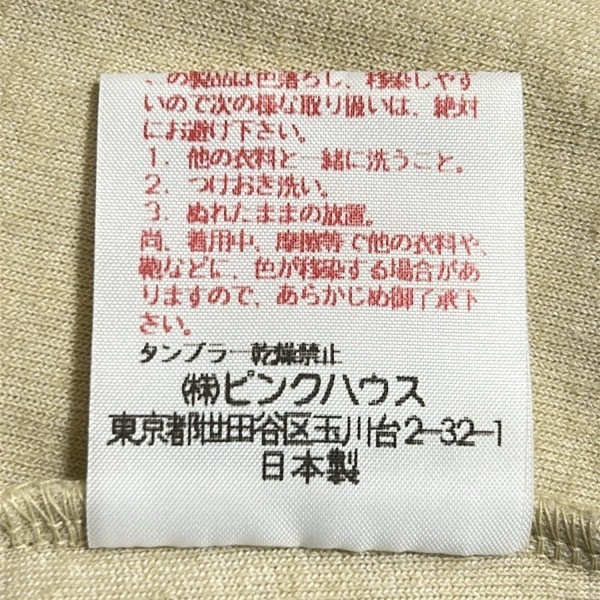 、の製品は色落ちし、移染しやす
いので次の様な取り扱いは、絶対
にお避け下さい。
1．他の衣料と一緒に洗うこと。
2．つけおき洗い。
3．ぬれたままの放置。
尚、着用中、摩擦等で他の衣料や、
鞄などに、色が移染する場合があ
りますので、あらかじめ御了承下
さい。
タンブラー乾燥禁止
㈱ピンクハウス
東京都世田谷区玉川台2-32-1
日本製